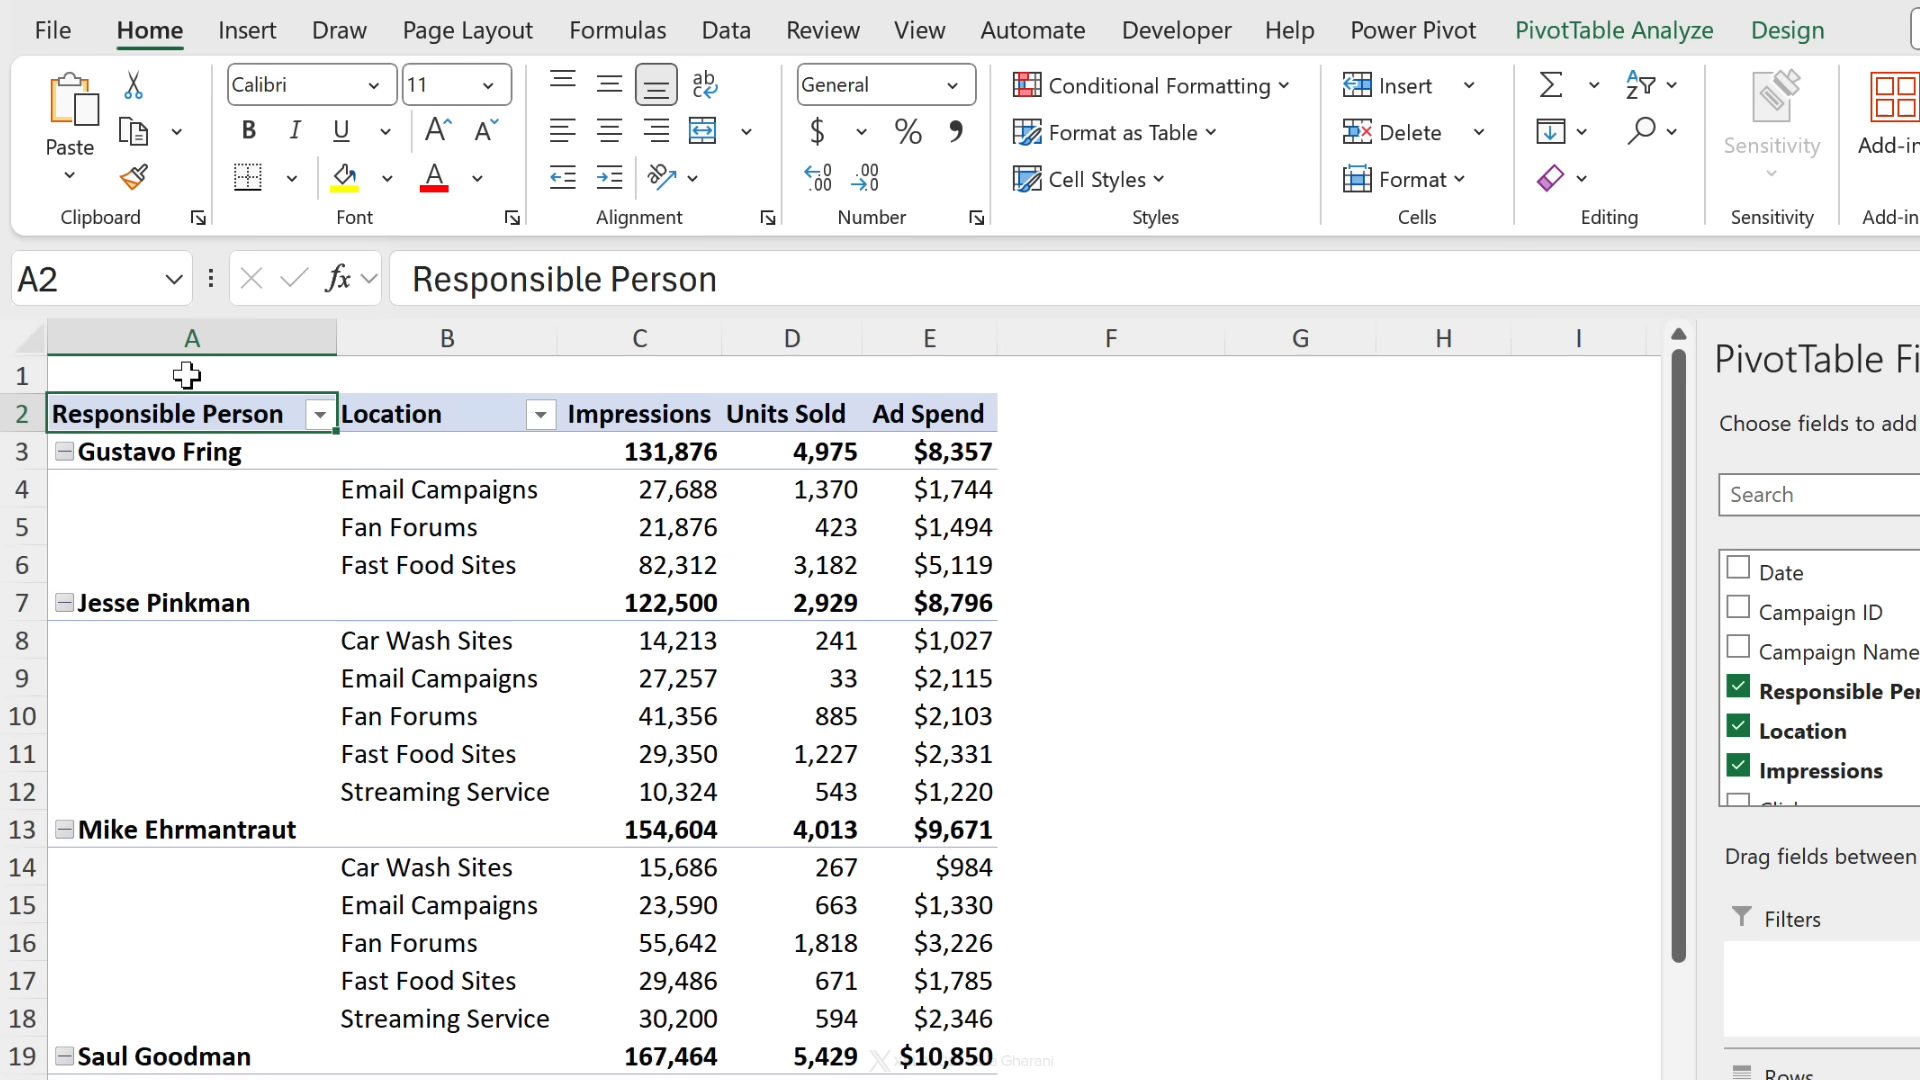 File Home Insert Draw Page Layout Formulas Data Review View Automate Developer Help Power Pivot PivotTable Analyze Design
Paste
Clipboard
Calibri 11
B I U A A
A
Font
ab
Alignment
General
$ % ,
.00 .00
Number
Conditional Formatting
Format as Table
Cell Styles
Styles
Insert
Delete
Format
Cells
Σ AZ
Editing
Sensitivity
Sensitivity
Add-in
Add-in
A2 fx Responsible Person
A B C D E F G H I
1
2 Responsible Person Location Impressions Units Sold Ad Spend
3 Gustavo Fring 131,876 4,975 $8,357
4 Email Campaigns 27,688 1,370 $1,744
5 Fan Forums 21,876 423 $1,494
6 Fast Food Sites 82,312 3,182 $5,119
7 Jesse Pinkman 122,500 2,929 $8,796
8 Car Wash Sites 14,213 241 $1,027
9 Email Campaigns 27,257 33 $2,115
10 Fan Forums 41,356 885 $2,103
11 Fast Food Sites 29,350 1,227 $2,331
12 Streaming Service 10,324 543 $1,220
13 Mike Ehrmantraut 154,604 4,013 $9,671
14 Car Wash Sites 15,686 267 $984
15 Email Campaigns 23,590 663 $1,330
16 Fan Forums 55,642 1,818 $3,226
17 Fast Food Sites 29,486 671 $1,785
18 Streaming Service 30,200 594 $2,346
19 Saul Goodman 167,464 5,429 $10,850
Gharani
PivotTable Fi
Choose fields to add
Search
Date
Campaign ID
Campaign Name
Responsible Per
Location
Impressions
Drag fields between
Filters
Rows